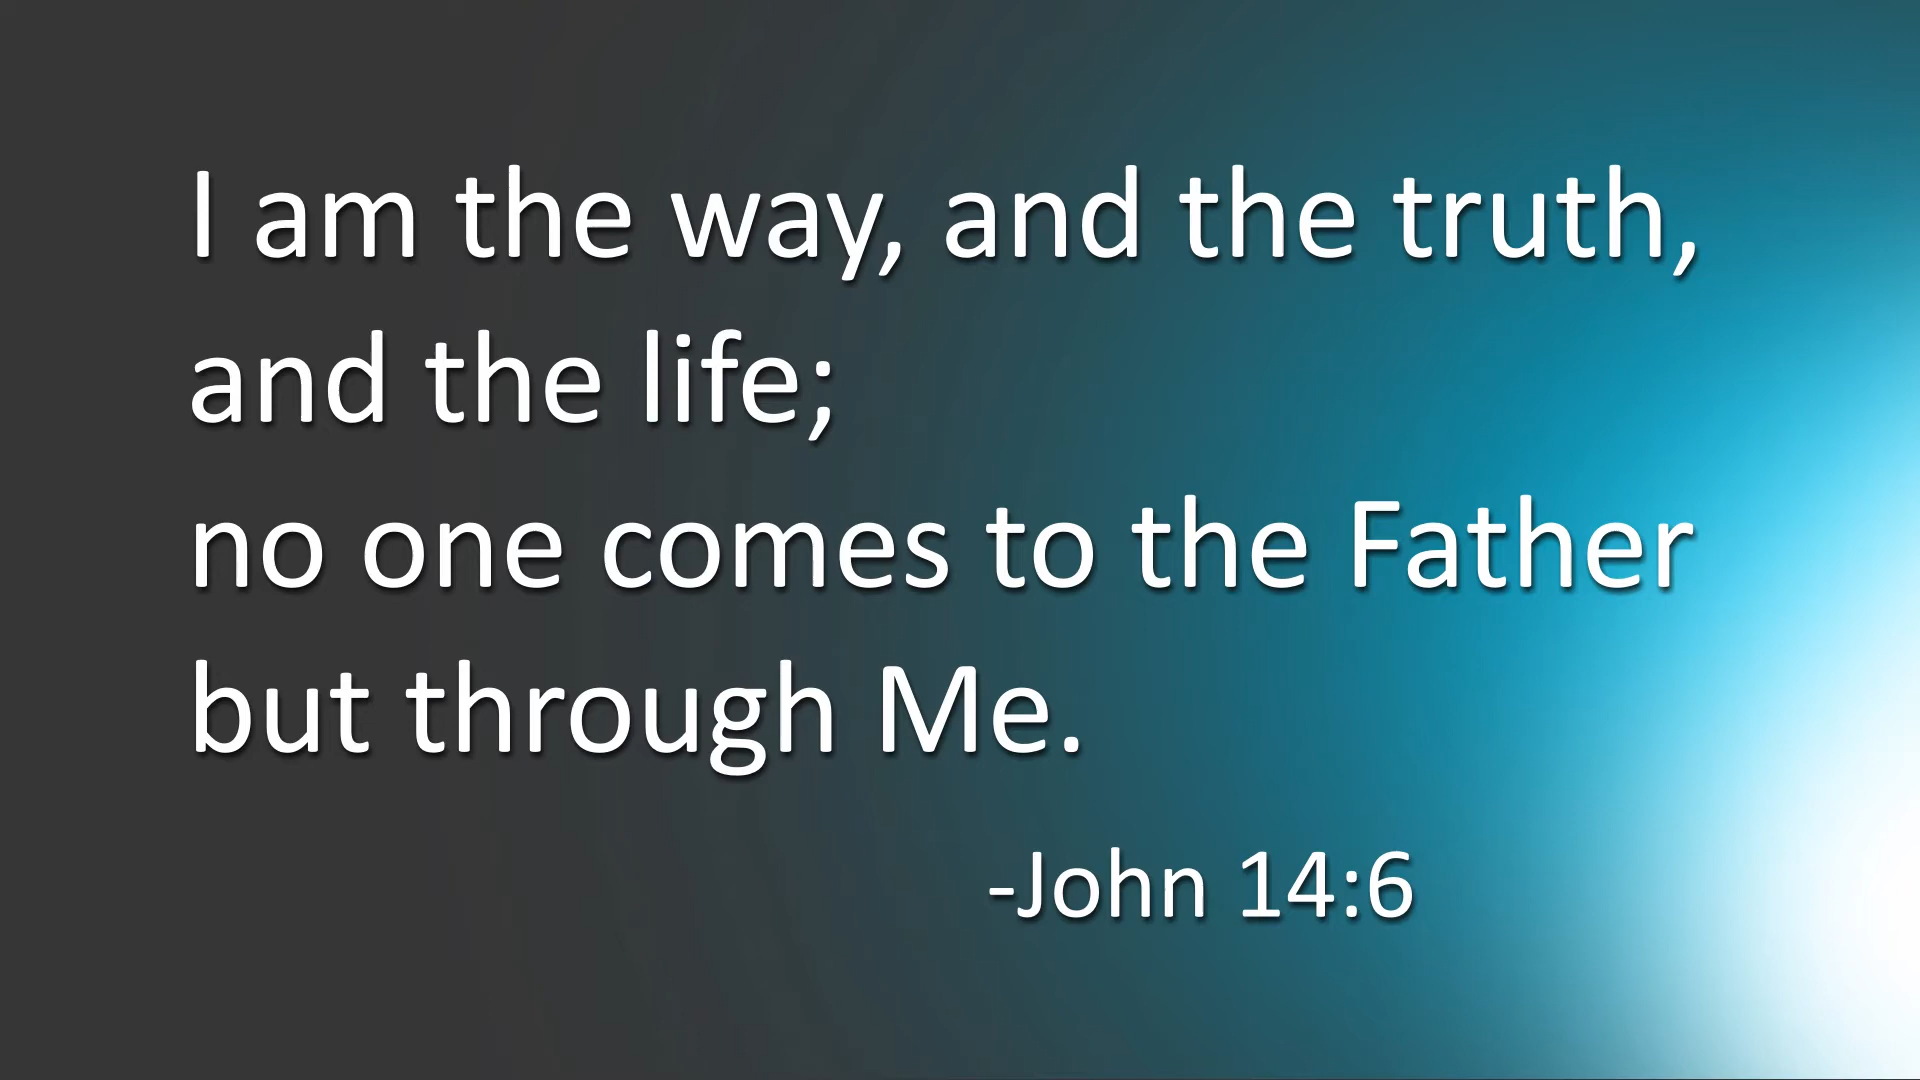 I am the way, and the truth,
and the life;
no one comes to the Father
but through Me.
-John 14:6